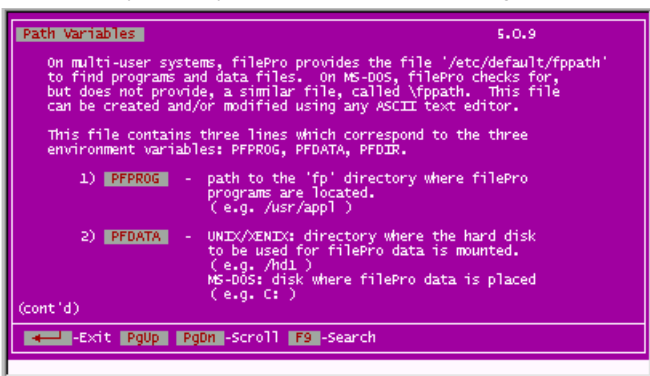 Path Variables 5.0.9
On multi-user systems, filePro provides the file '/etc/default/fppath'
to find programs and data files. On MS-DOS, filePro checks for,
but does not provide, a similar file, called \fppath. This file
can be created and/or modified using any ASCII text editor.
This file contains three lines which correspond to the three
environment variables: PFPROG, PFDATA, PFDIR.
1) PFPROG - path to the 'fp' directory where filePro
programs are located.
( e.g. /usr/appl )
2) PFDATA - UNIX/XENIX: directory where the hard disk
to be used for filePro data is mounted.
( e.g. /hd1 )
MS-DOS: disk where filePro data is placed
( e.g. C: )
(cont'd)
-Exit PgUp PgDn -Scroll F9 -Search